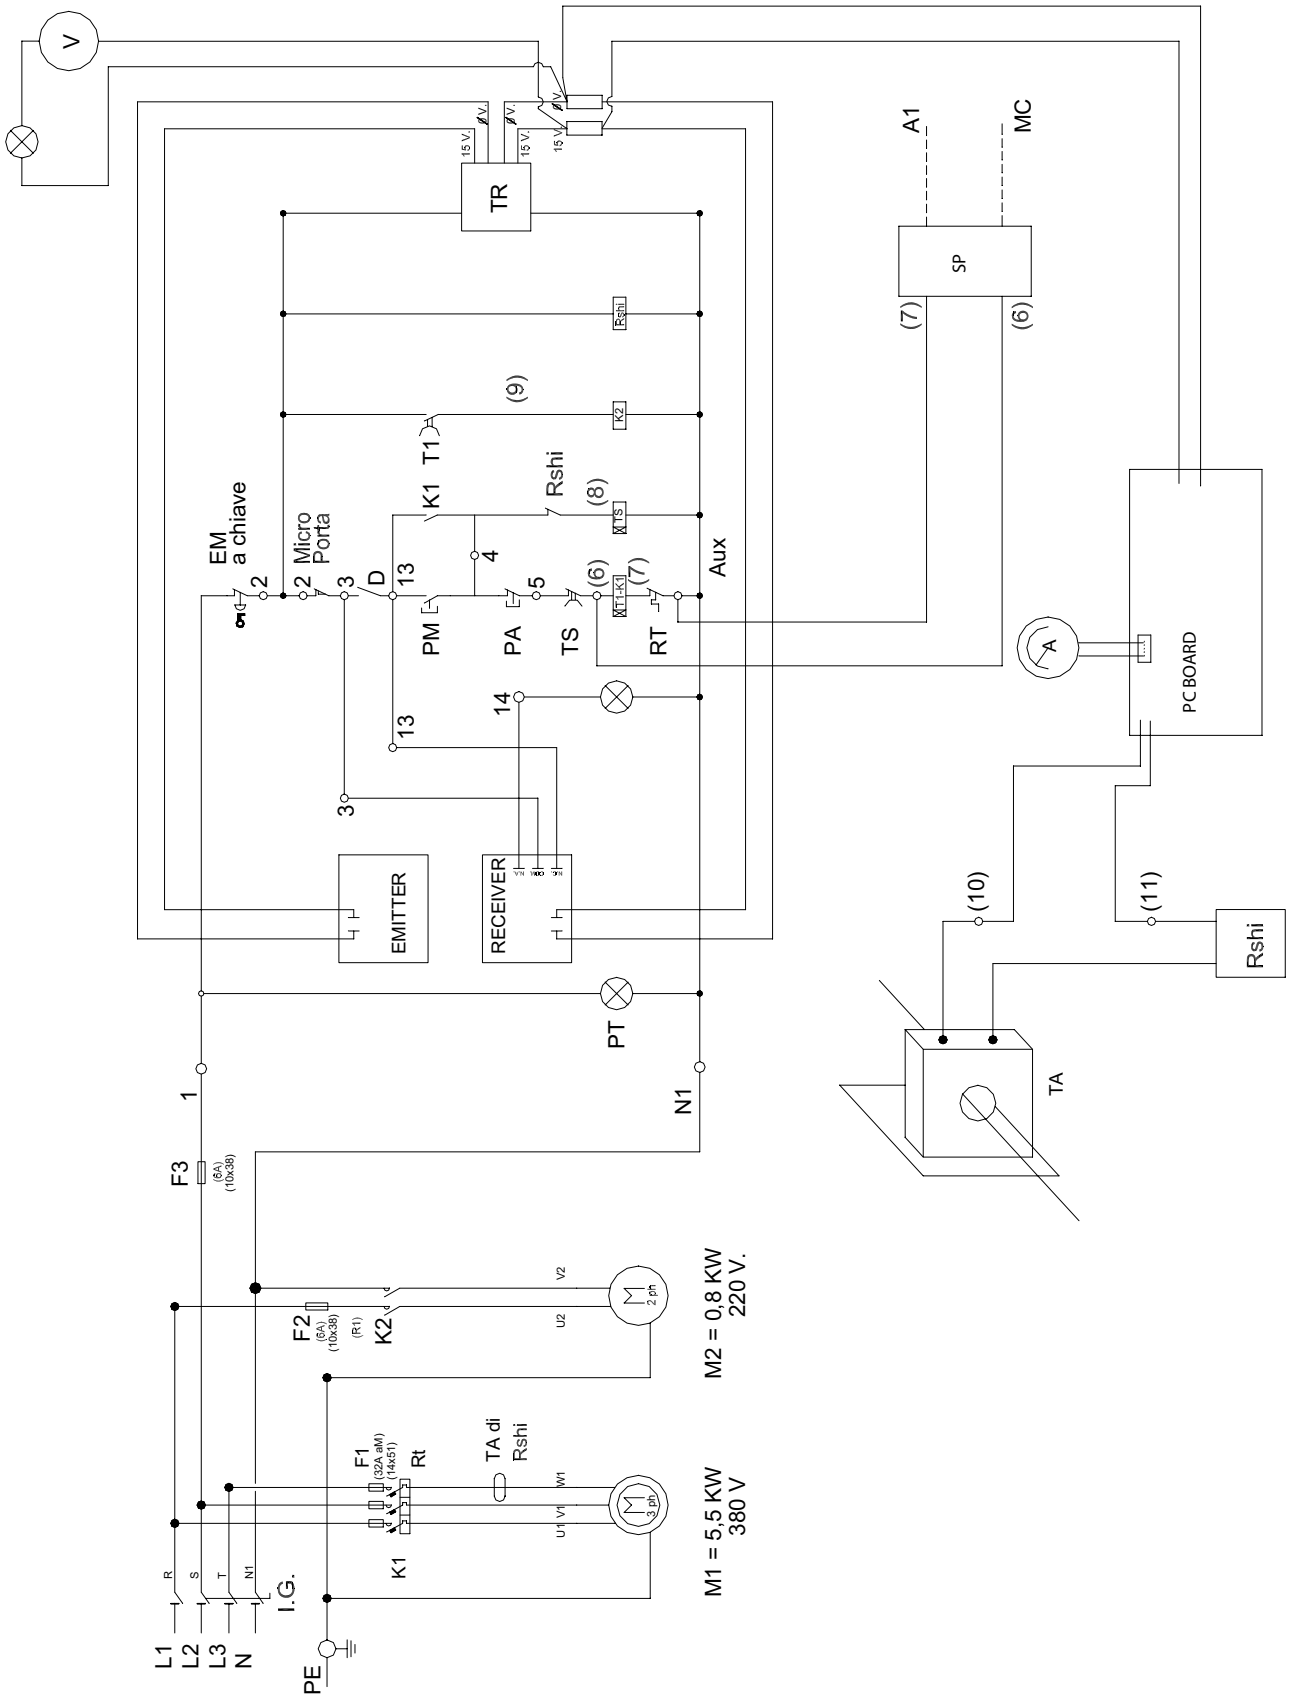 V
15 V.
Ø V.
Ø V.
15 V.
15 V.
Ø V.
TR
A1
MC
SP
(7)
(6)
Rshi
(9)
K2
T1
EM
a chiave
2
2
Micro
Porta
3
D
13
K1
Rshi
(8)
TS
4
PM
PA
5
TS
(6)
T1-K1
(7)
RT
Aux
A
PC BOARD
14
13
3
EMITTER
RECEIVER
N.A.
COM.
N.C.
(10)
(11)
Rshi
TA
PT
1
N1
F3
(6A)
(10x38)
F2
(6A)
(10x38)
(R1)
K2
V2
U2
M
2 ph
M2 = 0,8 KW
220 V.
F1
(32A aM)
(14x51)
Rt
TA di
Rshi
K1
W1
V1
U1
M
3 ph
M1 = 5,5 KW
380 V
R
S
T
N1
I.G.
L1
L2
L3
N
PE